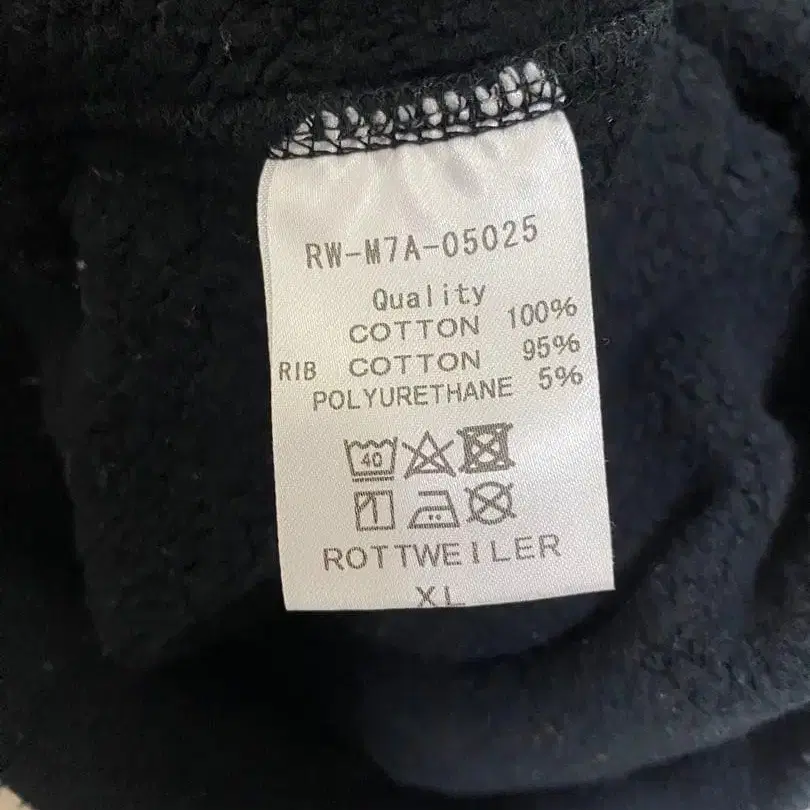 RW-M7A-05025
Quality
COTTON 100%
RIB COTTON 95%
POLYURETHANE 5%
40
ROTTWEILER
XL